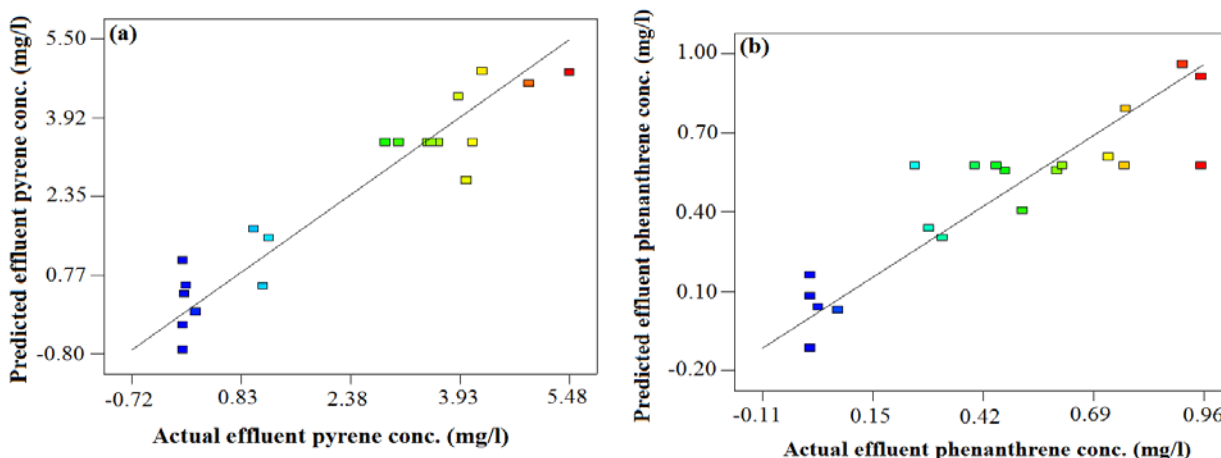 (a)
Predicted effluent pyrene conc. (mg/l)
5.50
3.92
2.35
0.77
-0.80
-0.72 0.83 2.38 3.93 5.48
Actual effluent pyrene conc. (mg/l)
(b)
Predicted effluent phenanthrene conc. (mg/l)
1.00
0.70
0.40
0.10
-0.20
-0.11 0.15 0.42 0.69 0.96
Actual effluent phenanthrene conc. (mg/l)